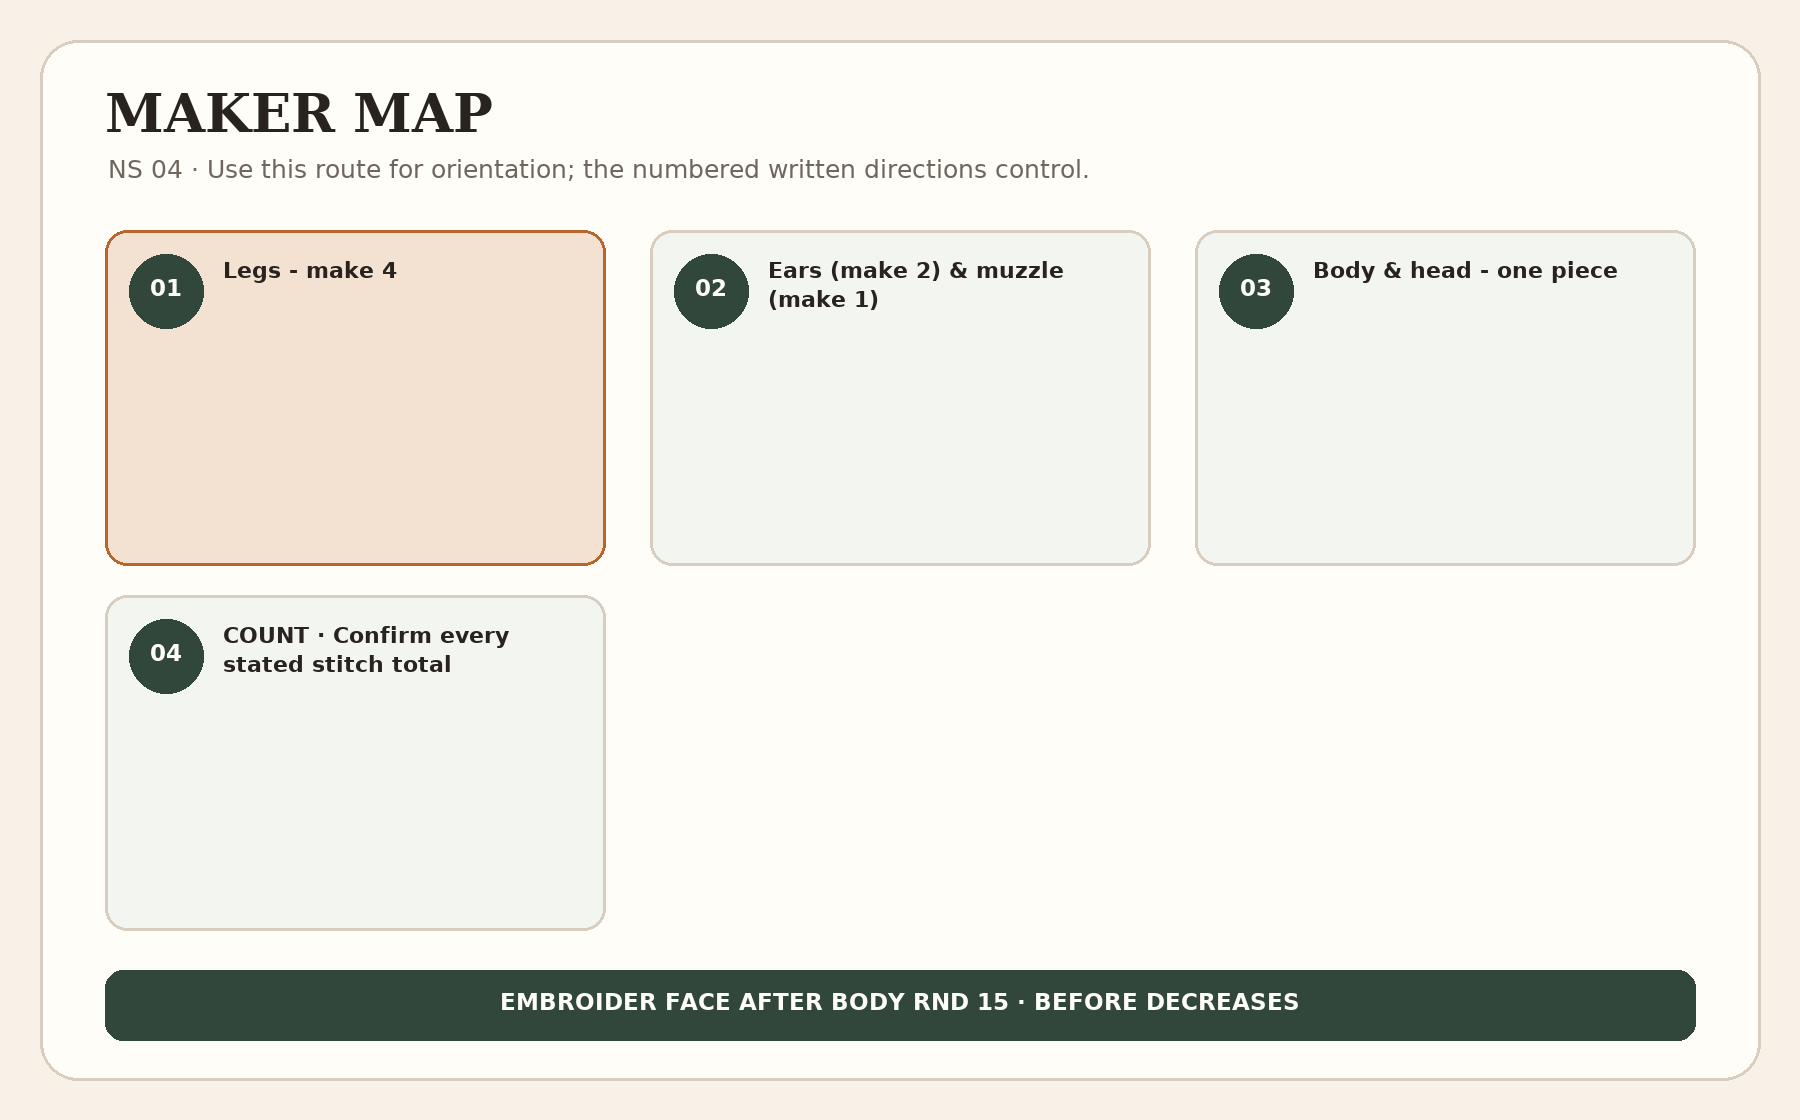 MAKER MAP
NS 04 · Use this route for orientation; the numbered written directions control.
01
Legs - make 4
02
Ears (make 2) & muzzle
(make 1)
03
Body & head - one piece
04
COUNT · Confirm every
stated stitch total
EMBROIDER FACE AFTER BODY RND 15 · BEFORE DECREASES